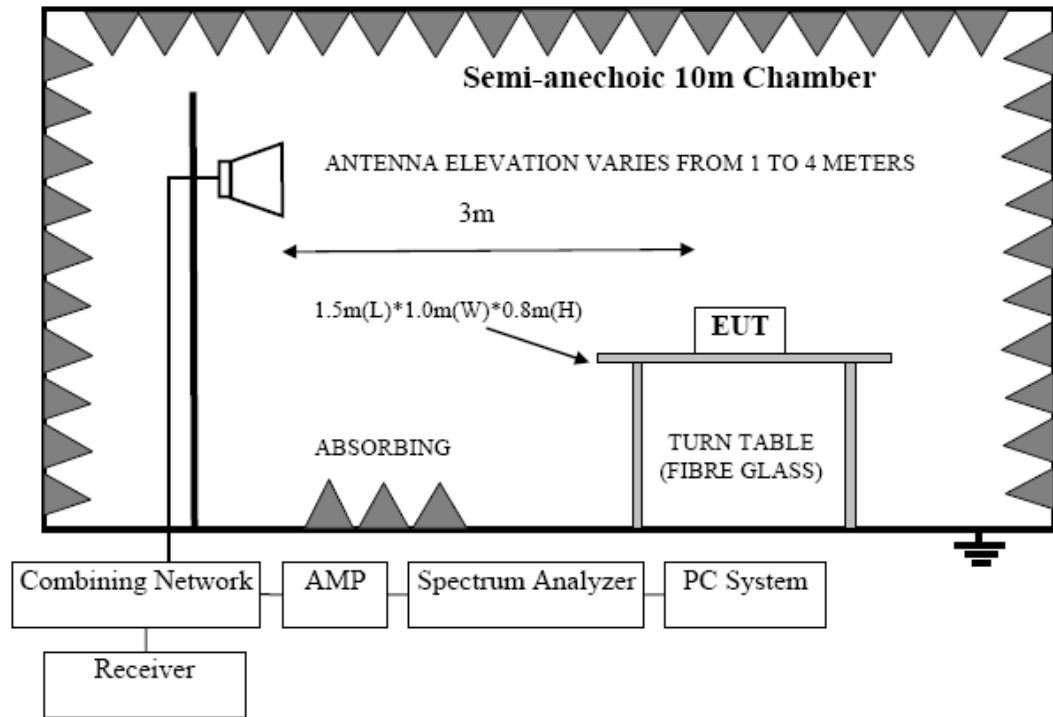 Semi-anechoic 10m Chamber
ANTENNA ELEVATION VARIES FROM 1 TO 4 METERS
3m
1.5m(L)*1.0m(W)*0.8m(H)
EUT
ABSORBING
TURN TABLE
(FIBRE GLASS)
Combining Network
AMP
Spectrum Analyzer
PC System
Receiver